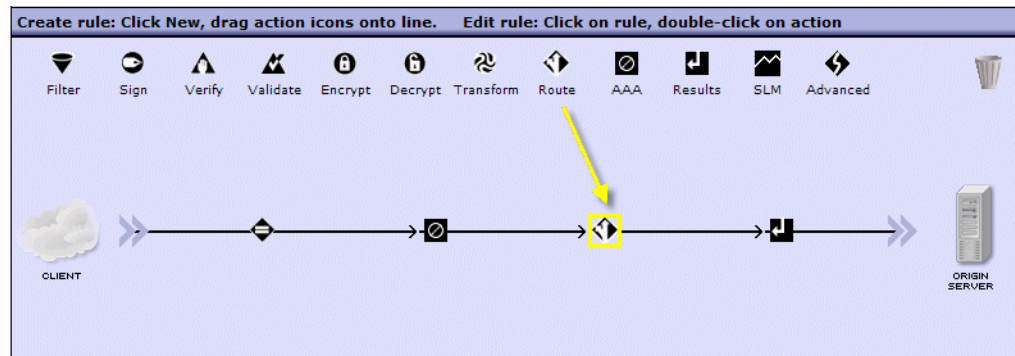 Create rule: Click New, drag action icons onto line. Edit rule: Click on rule, double-click on action
Filter Sign Verify Validate Encrypt Decrypt Transform Route AAA Results SLM Advanced
CLIENT
ORIGIN
SERVER